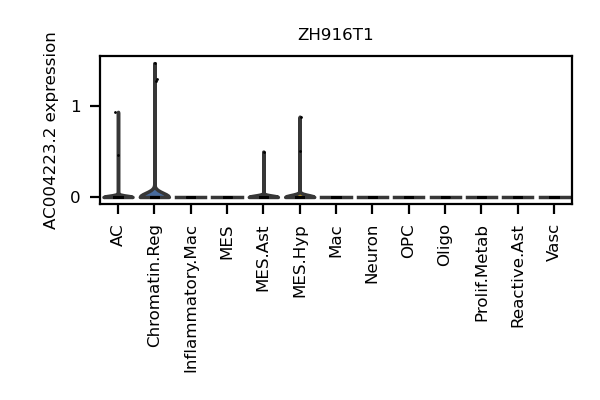 ZH916T1
AC004223.2 expression
1
0
AC
Chromatin.Reg
Inflammatory.Mac
MES
MES.Ast
MES.Hyp
Mac
Neuron
OPC
Oligo
Prolif.Metab
Reactive.Ast
Vasc